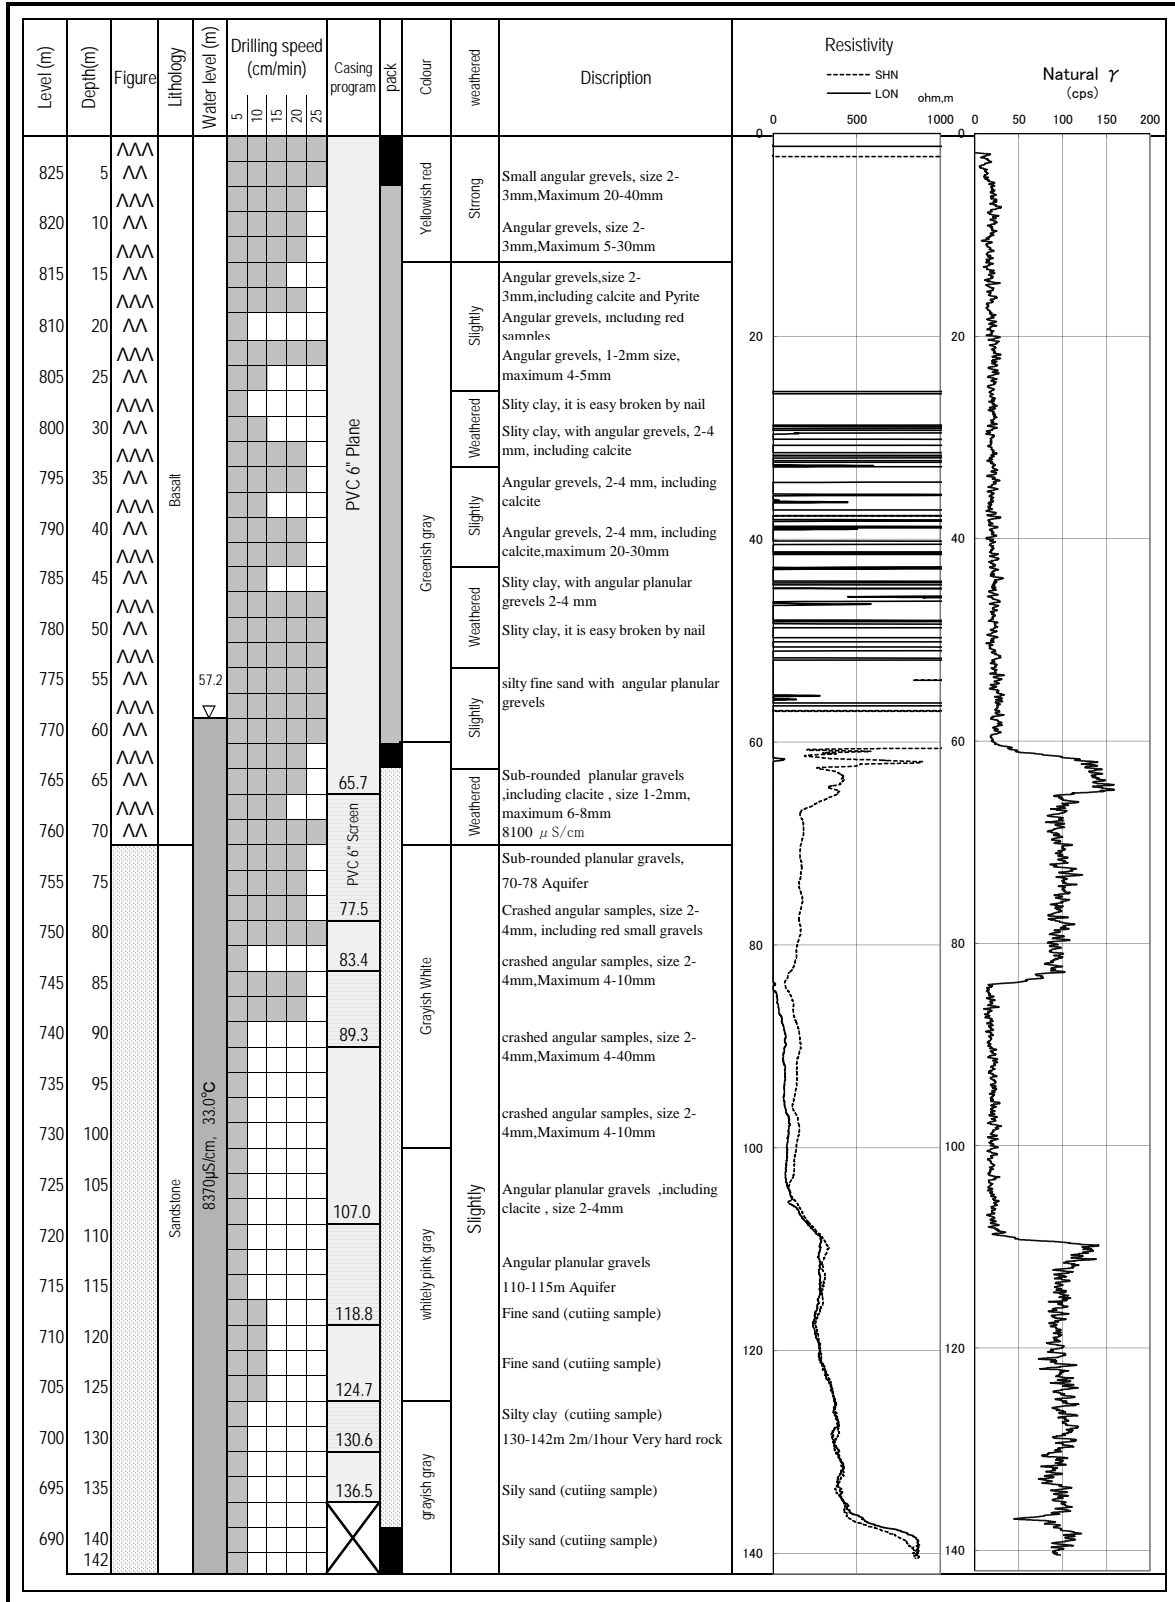 Level (m)
Depth(m)
Figure
Lithology
Water level (m)
Drilling speed
(cm/min)
5
10
15
20
25
Casing
program
pack
Colour
weathered
Discription
Resistivity
SHN
LON
ohm,m
0
0
500
1000
Natural γ
(cps)
0
0
50
100
150
200
825
5
820
10
815
15
810
20
805
25
800
30
795
35
790
40
785
45
780
50
775
55
770
60
765
65
760
70
755
75
750
80
745
85
740
90
735
95
730
100
725
105
720
110
715
115
710
120
705
125
700
130
695
135
690
140
142
Basalt
Sandstone
57.2
8370µS/cm, 33.0℃
PVC 6" Plane
65.7
PVC 6" Screen
77.5
83.4
89.3
107.0
118.8
124.7
130.6
136.5
Yellowish red
Greenish gray
Grayish White
whitely pink gray
grayish gray
Strrong
Slightly
Weathered
Slightly
Weathered
Slightly
Weathered
Slightly
Small angular grevels, size 2-
3mm,Maximum 20-40mm
Angular grevels, size 2-
3mm,Maximum 5-30mm
Angular grevels,size 2-
3mm,including calcite and Pyrite
Angular grevels, including red
samples
Angular grevels, 1-2mm size,
maximum 4-5mm
Slity clay, it is easy broken by nail
Slity clay, with angular grevels, 2-4
mm, including calcite
Angular grevels, 2-4 mm, including
calcite
Angular grevels, 2-4 mm, including
calcite,maximum 20-30mm
Slity clay, with angular planular
grevels 2-4 mm
Slity clay, it is easy broken by nail
silty fine sand with angular planular
grevels
Sub-rounded planular gravels
,including clacite , size 1-2mm,
maximum 6-8mm
8100 μS/cm
Sub-rounded planular gravels,
70-78 Aquifer
Crashed angular samples, size 2-
4mm, including red small gravels
crashed angular samples, size 2-
4mm,Maximum 4-10mm
crashed angular samples, size 2-
4mm,Maximum 4-40mm
crashed angular samples, size 2-
4mm,Maximum 4-10mm
Angular planular gravels ,including
clacite , size 2-4mm
Angular planular gravels
110-115m Aquifer
Fine sand (cutiing sample)
Fine sand (cutiing sample)
Silty clay (cutiing sample)
130-142m 2m/1hour Very hard rock
Sily sand (cutiing sample)
Sily sand (cutiing sample)
20
40
60
80
100
120
140
20
40
60
80
100
120
140